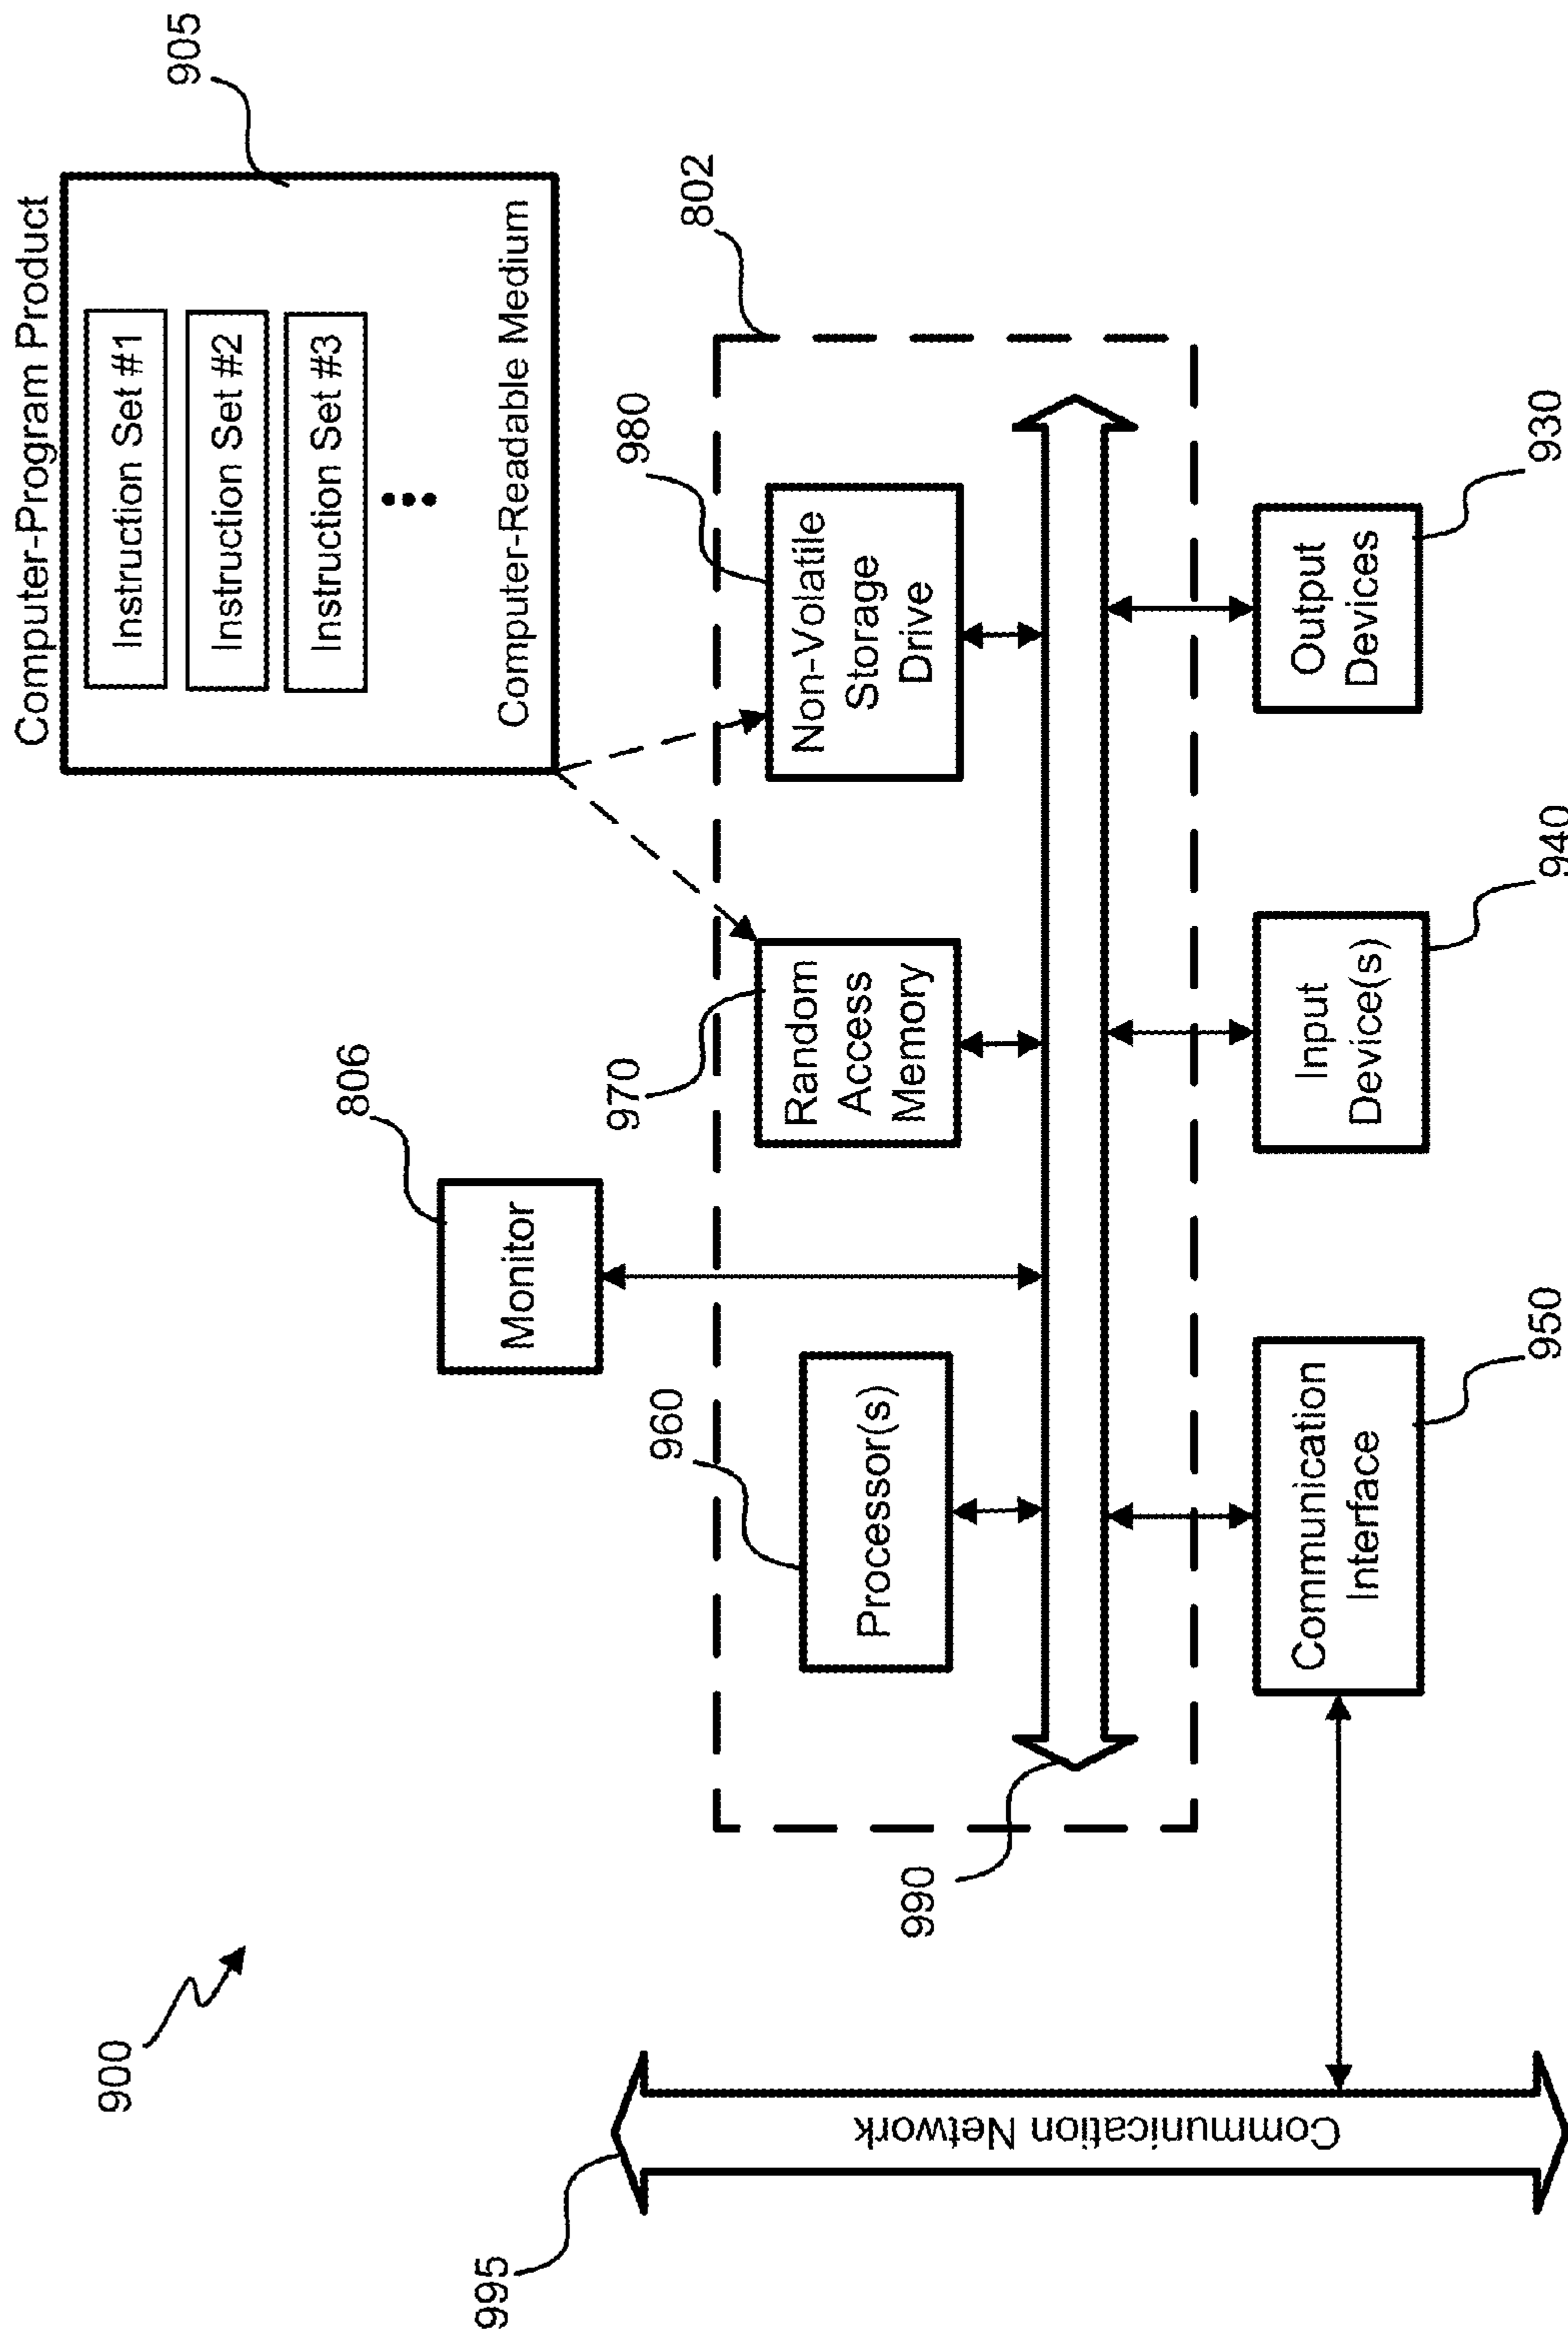 900
Computer-Program Product
Instruction Set #1
Instruction Set #2
Instruction Set #3
Computer-Readable Medium
905
806
Monitor
802
960
Processor(s)
970
Random
Access
Memory
980
Non-Volatile
Storage
Drive
990
995
Communication Network
Communication
Interface
950
Input
Device(s)
940
Output
Devices
930